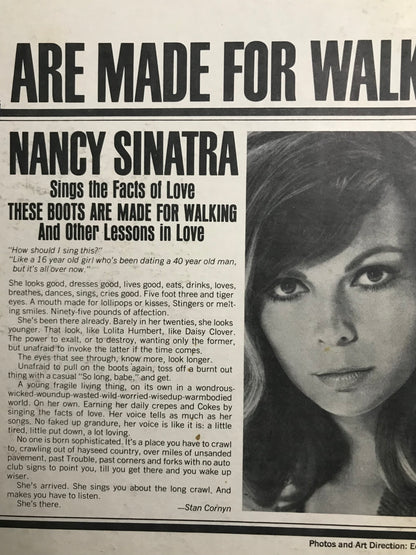 ARE MADE FOR WALK
NANCY SINATRA
Sings the Facts of Love
THESE BOOTS ARE MADE FOR WALKING
And Other Lessons in Love
"How should I sing this?"
"Like a 16 year old girl who's been dating a 40 year old man,
but it's all over now."
She looks good, dresses good, lives good, eats, drinks, loves,
breathes, dances, sings, cries good. Five foot three and tiger
eyes. A mouth made for lollipops or kisses, Stingers or melt-
ing smiles. Ninety-five pounds of affection.
She's been there already. Barely in her twenties, she looks
younger. That look, like Lolita Humbert, like Daisy Clover.
The power to exalt, or to destroy, wanting only the former,
but unafraid to invoke the latter if the time comes.
The eyes that see through, know more, look longer.
Unafraid to pull on the boots again, toss off a burnt out
thing with a casual "So long, babe," and get.
A young fragile living thing, on its own in a wondrous-
wicked-woundup-wasted-wild-worried-wisedup-warmbodied
world. On her own. Earning her daily crepes and Cokes by
singing the facts of love. Her voice tells as much as her
songs. No faked up grandure, her voice is like it is: a little
tired, little put down, a lot loving.
No one is born sophisticated. It's a place you have to crawl
to, crawling out of hayseed country, over miles of unsanded
pavement, past Trouble, past corners and forks with no auto
club signs to point you, till you get there and you wake up
wiser.
She's arrived. She sings you about the long crawl, And
makes you have to listen.
She's there.
—Stan Cornyn
Photos and Art Direction: E